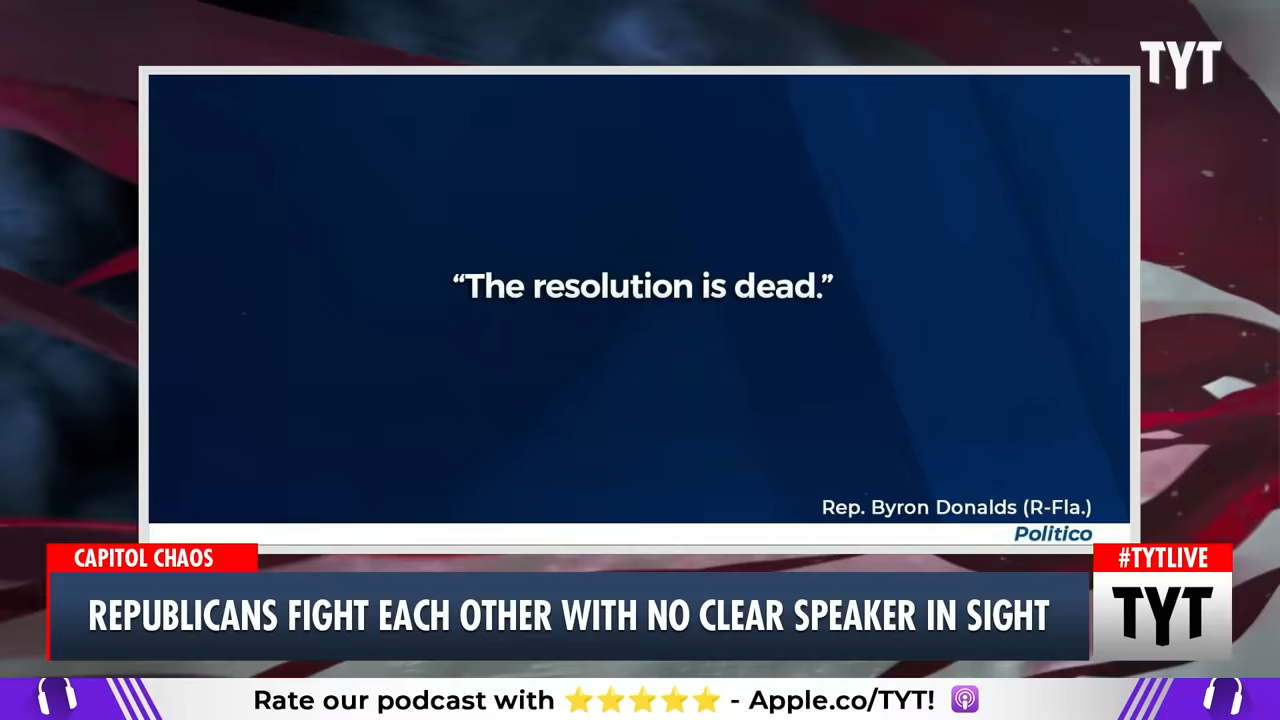 TYT
“The resolution is dead.”
Rep. Byron Donalds (R-Fla.)
Politico
CAPITOL CHAOS
#TYTLIVE
REPUBLICANS FIGHT EACH OTHER WITH NO CLEAR SPEAKER IN SIGHT
TYT
Rate our podcast with ⭐⭐⭐⭐⭐ - Apple.co/TYT!